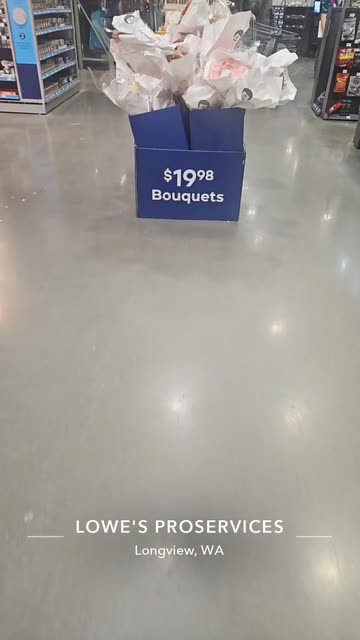 $19.98
Bouquets
LOWE'S PROSERVICES
Longview, WA